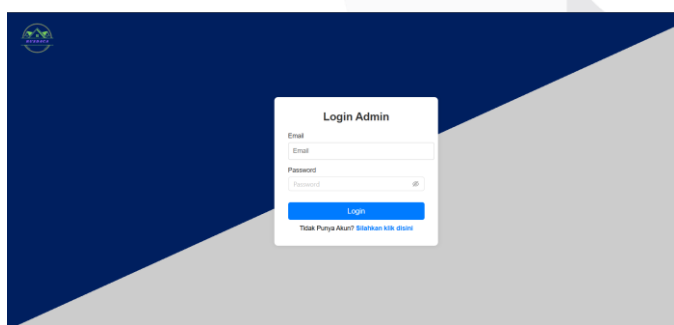 Login Admin
Email
Email
Password
Password
Login
Tidak Punya Akun? Silahkan klik disini